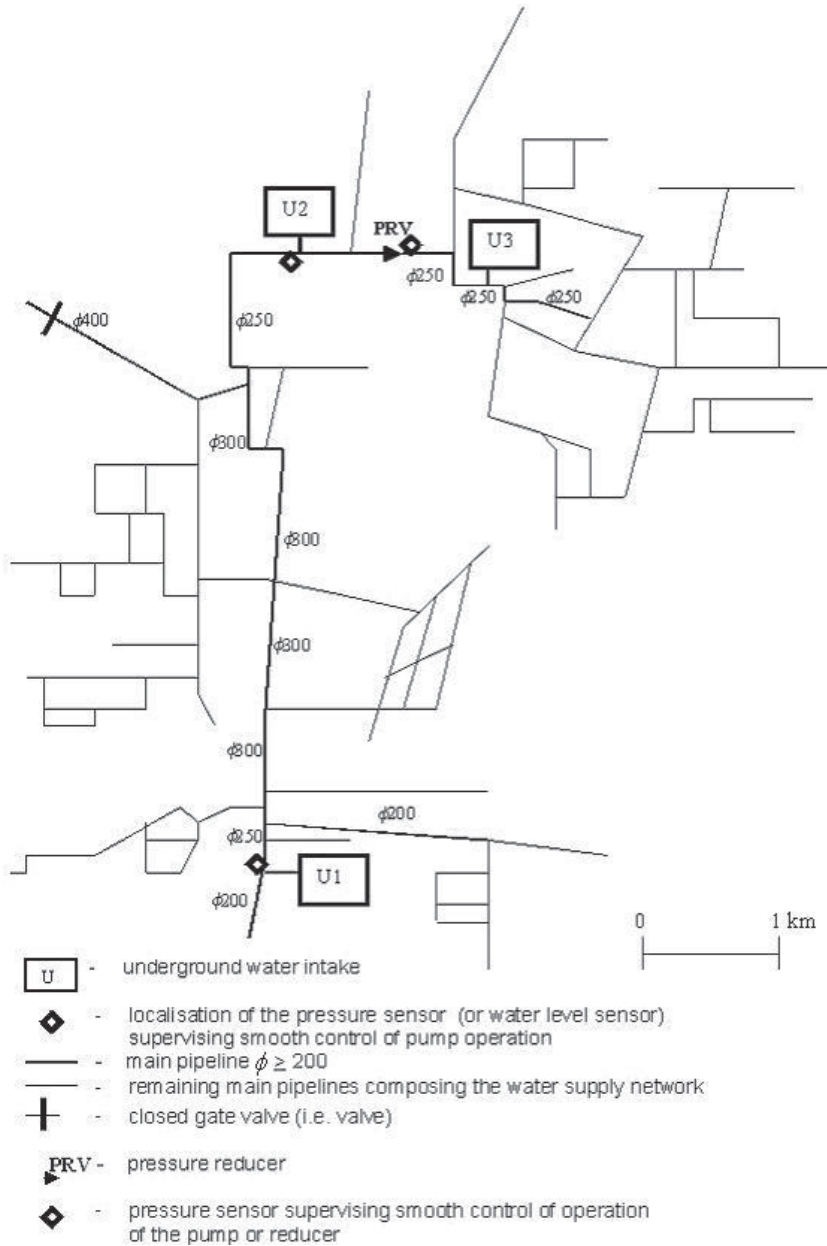 U2
PRV
U3
ϕ250
ϕ250
ϕ250
ϕ400
ϕ250
ϕ300
ϕ300
ϕ300
ϕ300
ϕ200
ϕ250
U1
ϕ200
0 1 km
U - underground water intake
- localisation of the pressure sensor (or water level sensor)
supervising smooth control of pump operation
- main pipeline ϕ ≥ 200
- remaining main pipelines composing the water supply network
- closed gate valve (i.e. valve)
PRV - pressure reducer
- pressure sensor supervising smooth control of operation
of the pump or reducer